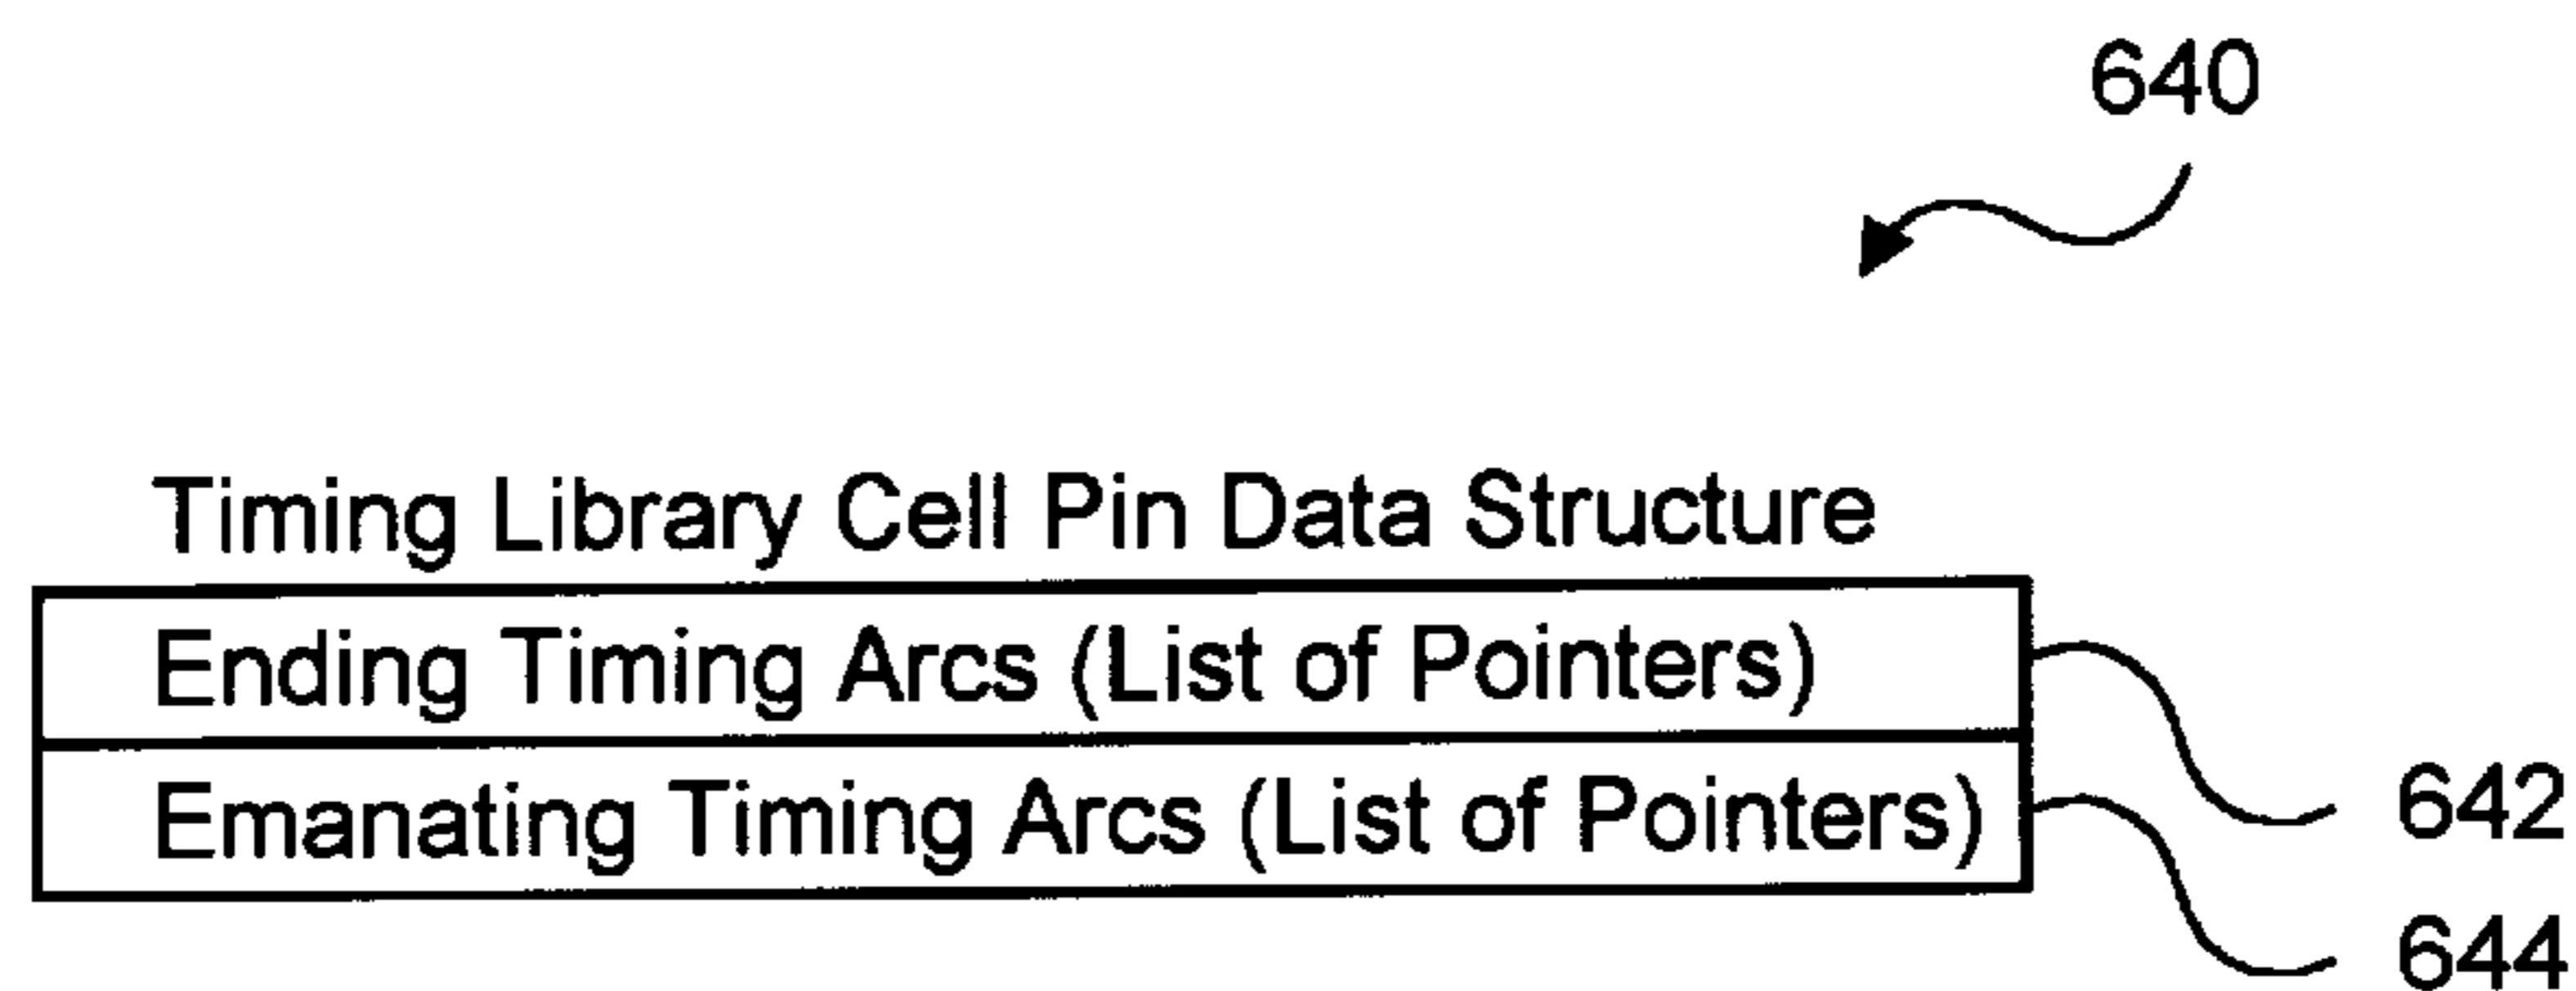 640
Timing Library Cell Pin Data Structure
Ending Timing Arcs (List of Pointers)
Emanating Timing Arcs (List of Pointers)
642
644